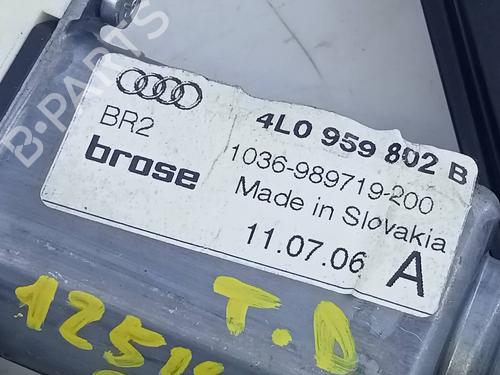 BR2
brose
4L0 959 802 B
1036-989719-200
Made in Slovakia
11.07.06 A
T.D
B-PARTS